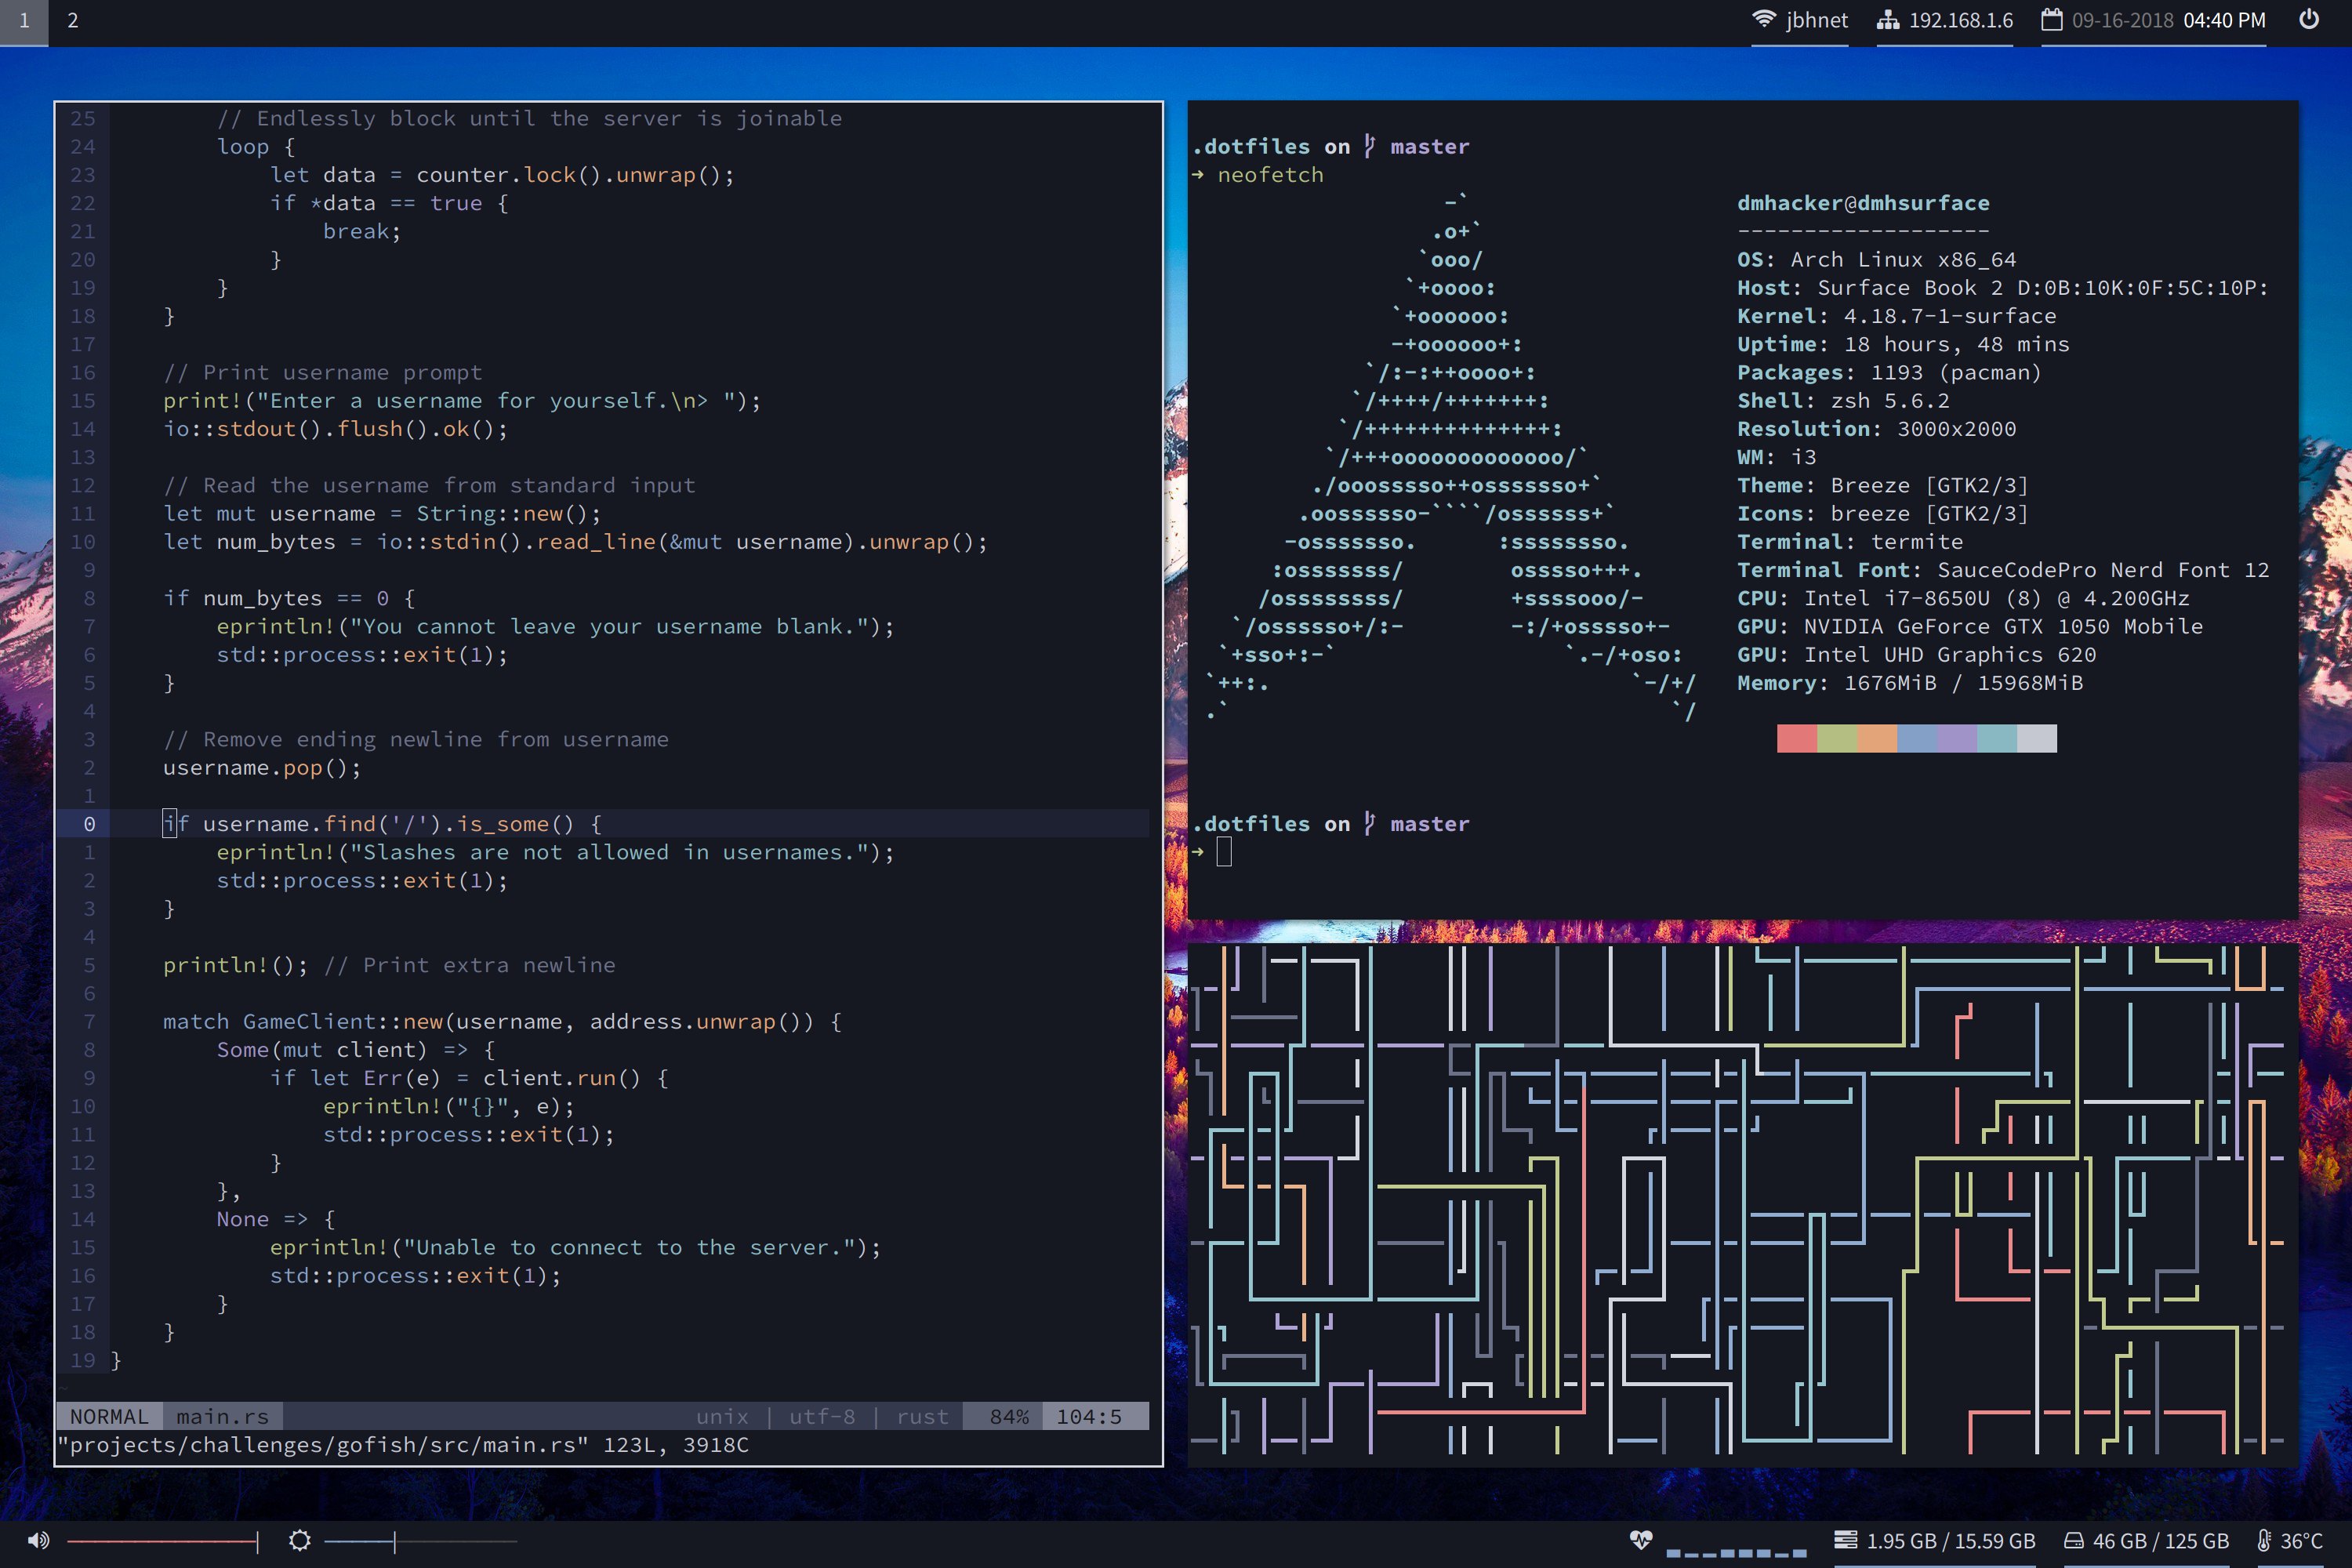 1 2
jbhnet 192.168.1.6 09-16-2018 04:40 PM
25 // Endlessly block until the server is joinable
24 loop {
23 let data = counter.lock().unwrap();
22 if *data == true {
21 break;
20 }
19 }
18 }
17
16 // Print username prompt
15 print!("Enter a username for yourself.\n> ");
14 io::stdout().flush().ok();
13
12 // Read the username from standard input
11 let mut username = String::new();
10 let num_bytes = io::stdin().read_line(&mut username).unwrap();
9
8 if num_bytes == 0 {
7 eprintln!("You cannot leave your username blank.");
6 std::process::exit(1);
5 }
4
3 // Remove ending newline from username
2 username.pop();
1
0 if username.find('/').is_some() {
1 eprintln!("Slashes are not allowed in usernames.");
2 std::process::exit(1);
3 }
4
5 println!(); // Print extra newline
6
7 match GameClient::new(username, address.unwrap()) {
8 Some(mut client) => {
9 if let Err(e) = client.run() {
10 eprintln!("{}", e);
11 std::process::exit(1);
12 }
13 },
14 None => {
15 eprintln!("Unable to connect to the server.");
16 std::process::exit(1);
17 }
18 }
19 }
~
NORMAL main.rs unix | utf-8 | rust 84% 104:5
"projects/challenges/gofish/src/main.rs" 123L, 3918C
.dotfiles on master
➜ neofetch
-`
.o+`
`ooo/
`+oooo:
`+oooooo:
-+oooooo+:
`/:-:++oooo+:
`/++++/+++++++:
`/++++++++++++++:
`/+++ooooooooooooo/`
./ooosssso++osssssso+`
.oossssso-````/ossssss+`
-osssssso. :ssssssso.
:osssssss/ osssso+++.
/ossssssss/ +ssssooo/-
`/ossssso+/:- -:/+osssso+-
`+sso+:-` `.-/+oso:
`++:. `-/+/
.` `/
dmhacker@dmhsurface
-------------------
OS: Arch Linux x86_64
Host: Surface Book 2 D:0B:10K:0F:5C:10P:
Kernel: 4.18.7-1-surface
Uptime: 18 hours, 48 mins
Packages: 1193 (pacman)
Shell: zsh 5.6.2
Resolution: 3000x2000
WM: i3
Theme: Breeze [GTK2/3]
Icons: breeze [GTK2/3]
Terminal: termite
Terminal Font: SauceCodePro Nerd Font 12
CPU: Intel i7-8650U (8) @ 4.200GHz
GPU: NVIDIA GeForce GTX 1050 Mobile
GPU: Intel UHD Graphics 620
Memory: 1676MiB / 15968MiB
.dotfiles on master
➜
1.95 GB / 15.59 GB 46 GB / 125 GB 36°C